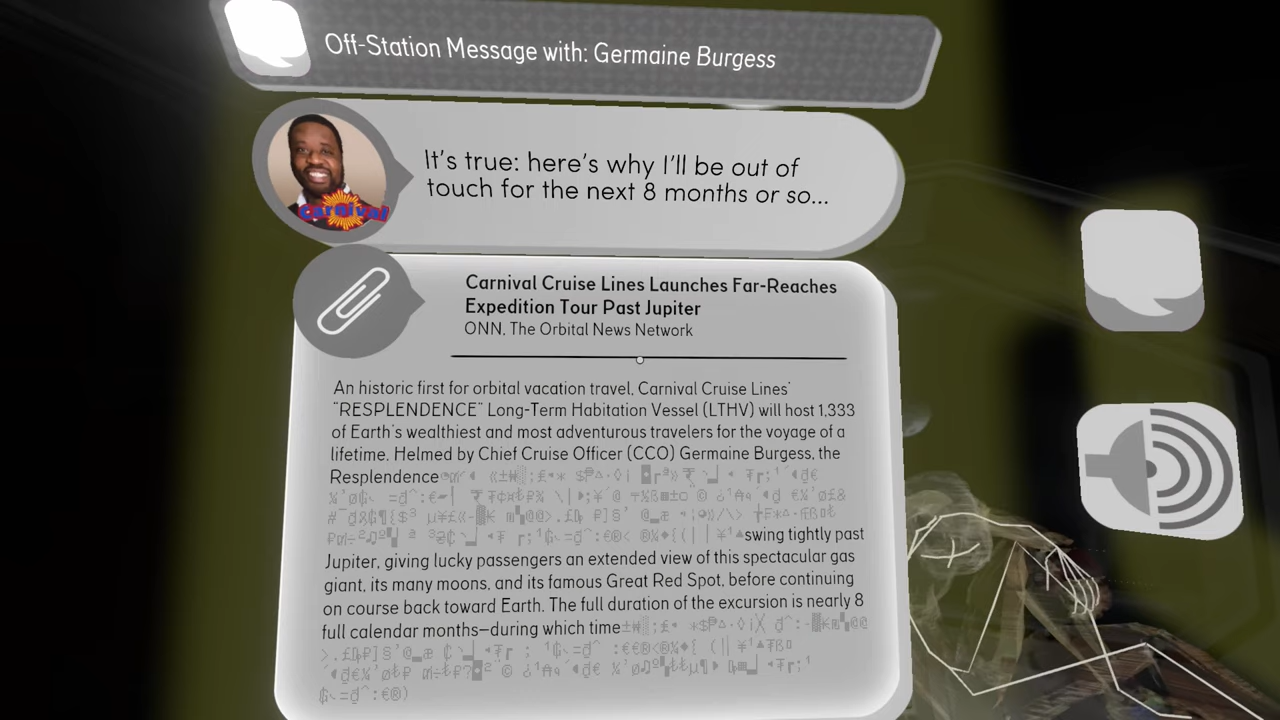 Off-Station Message with: Germaine Burgess
It's true: here's why I'll be out of
touch for the next 8 months or so...
Carnival
Carnival Cruise Lines Launches Far-Reaches
Expedition Tour Past Jupiter
ONN, The Orbital News Network
An historic first for orbital vacation travel, Carnival Cruise Lines'
"RESPLENDENCE" Long-Term Habitation Vessel (LTHV) will host 1,333
of Earth's wealthiest and most adventurous travelers for the voyage of a
lifetime. Helmed by Chief Cruise Officer (CCO) Germaine Burgess, the
Resplendence
swing tightly past
Jupiter, giving lucky passengers an extended view of this spectacular gas
giant, its many moons, and its famous Great Red Spot, before continuing
on course back toward Earth. The full duration of the excursion is nearly 8
full calendar months—during which time